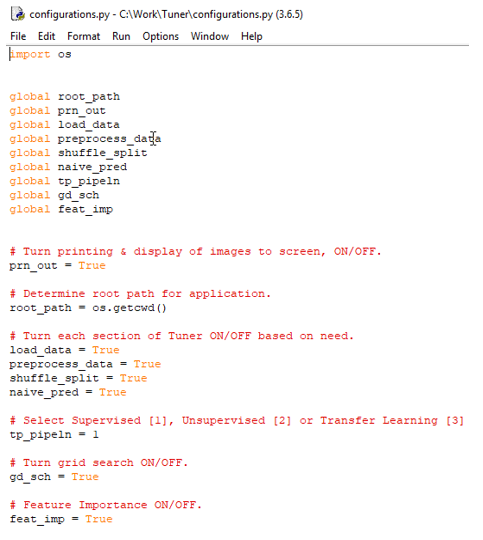 configurations.py - C:\Work\Tuner\configurations.py (3.6.5)
File Edit Format Run Options Window Help
import os
global root_path
global prn_out
global load_data
global preprocess_data
global shuffle_split
global naive_pred
global tp_pipeln
global gd_sch
global feat_imp
# Turn printing & display of images to screen, ON/OFF.
prn_out = True
# Determine root path for application.
root_path = os.getcwd()
# Turn each section of Tuner ON/OFF based on need.
load_data = True
preprocess_data = True
shuffle_split = True
naive_pred = True
# Select Supervised [1], Unsupervised [2] or Transfer Learning [3]
tp_pipeln = 1
# Turn grid search ON/OFF.
gd_sch = True
# Feature Importance ON/OFF.
feat_imp = True